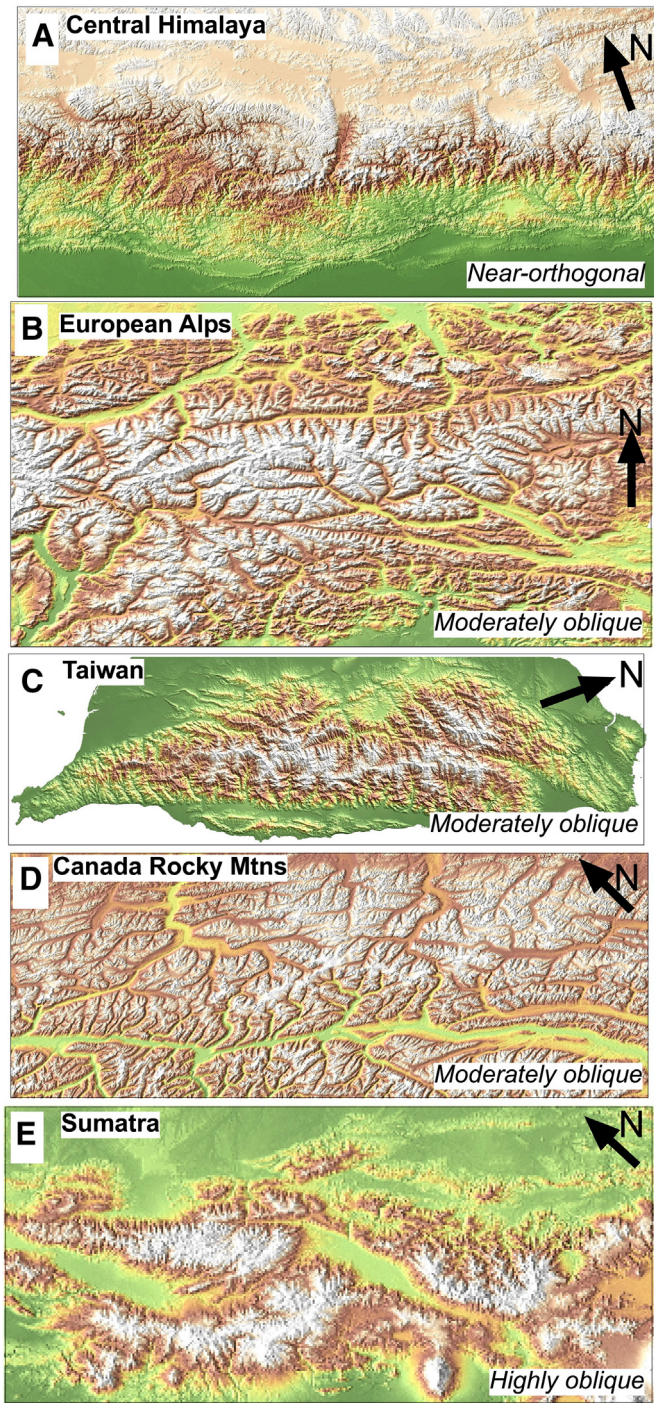 A Central Himalaya
N
Near-orthogonal
B European Alps
N
Moderately oblique
C Taiwan
N
Moderately oblique
D Canada Rocky Mtns
N
Moderately oblique
E Sumatra
N
Highly oblique